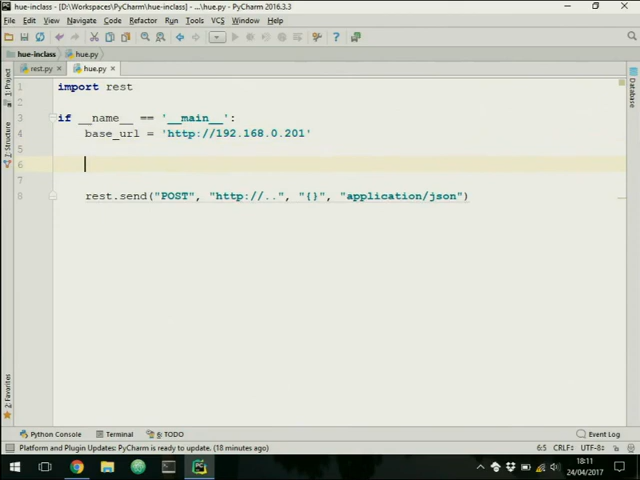 hue-inclass - [D:\Workspaces\PyCharm\hue-inclass] - ...\hue.py - PyCharm 2016.3.3
File Edit View Navigate Code Refactor Run Tools VCS Window Help
hue-inclass hue.py
rest.py hue.py
1 import rest
2
3 if __name__ == '__main__':
4 base_url = 'http://192.168.0.201'
5
6
7
8 rest.send("POST", "http://..", "{}", "application/json")
1: Project
7: Structure
2: Favorites
Database
Python Console Terminal 6: TODO Event Log
Platform and Plugin Updates: PyCharm is ready to update. (18 minutes ago) 6:5 CRLF÷ UTF-8÷
18:11
24/04/2017